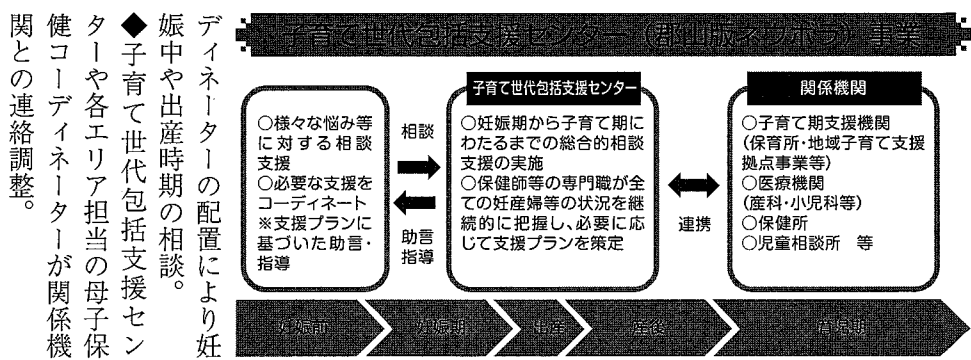 ディネーターの配置により妊
娠中や出産時期の相談。
◆子育て世代包括支援セン
ターや各エリア担当の母子保
健コーディネーターが関係機
関との連絡調整。
子育て世代包括支援センター（郡山版ネウボラ）事業
○様々な悩み等
に対する相談
支援
○必要な支援を
コーディネート
※支援プランに
基づいた助言・
指導
相談
助言
指導
子育て世代包括支援センター
○妊娠期から子育て期に
わたるまでの総合的相談
支援の実施
○保健師等の専門職が全
ての妊産婦等の状況を継
続的に把握し、必要に応
じて支援プランを策定
連携
関係機関
○子育て期支援機関
(保育所・地域子育て支援
拠点事業等)
○医療機関
(産科・小児科等)
○保健所
○児童相談所　等
妊娠前
妊娠期
出産
産後
育児期